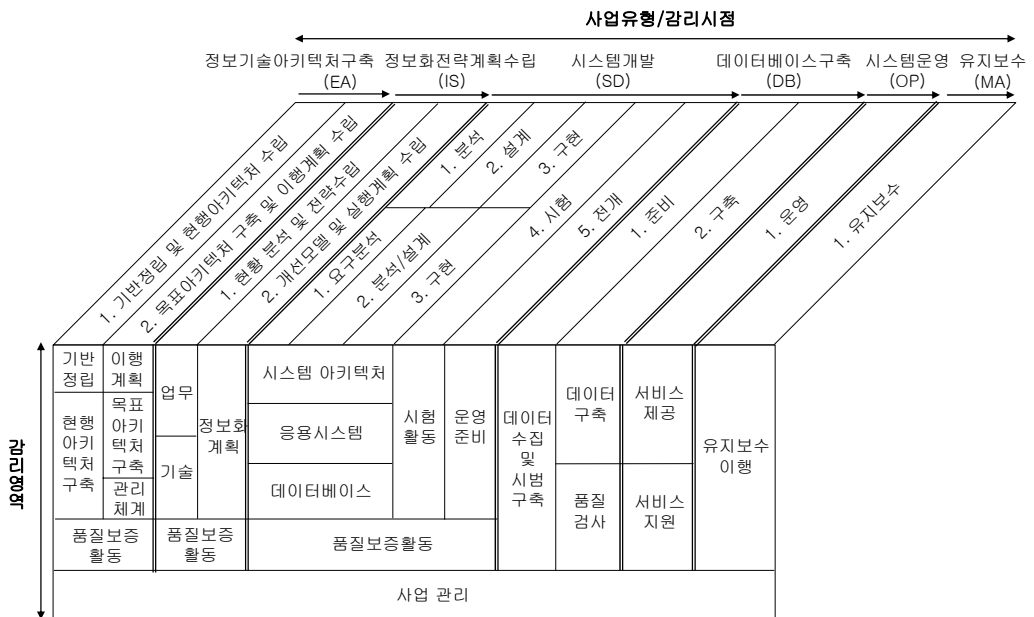 사업유형/감리시점
정보기술아키텍처구축
(EA)
정보화전략계획수립
(IS)
시스템개발
(SD)
데이터베이스구축
(DB)
시스템운영
(OP)
유지보수
(MA)
1. 기반정립 및 현행아키텍처 수립
2. 목표아키텍처 구축 및 이행계획 수립
1. 현황 분석 및 전략수립
2. 개선모델 및 실행계획 수립
1. 분석
2. 설계
3. 구현
1. 요구분석
2. 분석/설계
3. 구현
4. 시험
5. 전개
1. 준비
2. 구축
1. 운영
1. 유지보수
감리영역
기반
정립
이행
계획
현행
아키
텍처
구축
목표
아키
텍처
구축
관리
체계
업무
기술
정보화
계획
시스템 아키텍처
응용시스템
데이터베이스
시험
활동
운영
준비
데이터
수집
및
시범
구축
데이터
구축
품질
검사
서비스
제공
서비스
지원
유지보수
이행
품질보증
활동
품질보증
활동
품질보증활동
사업 관리